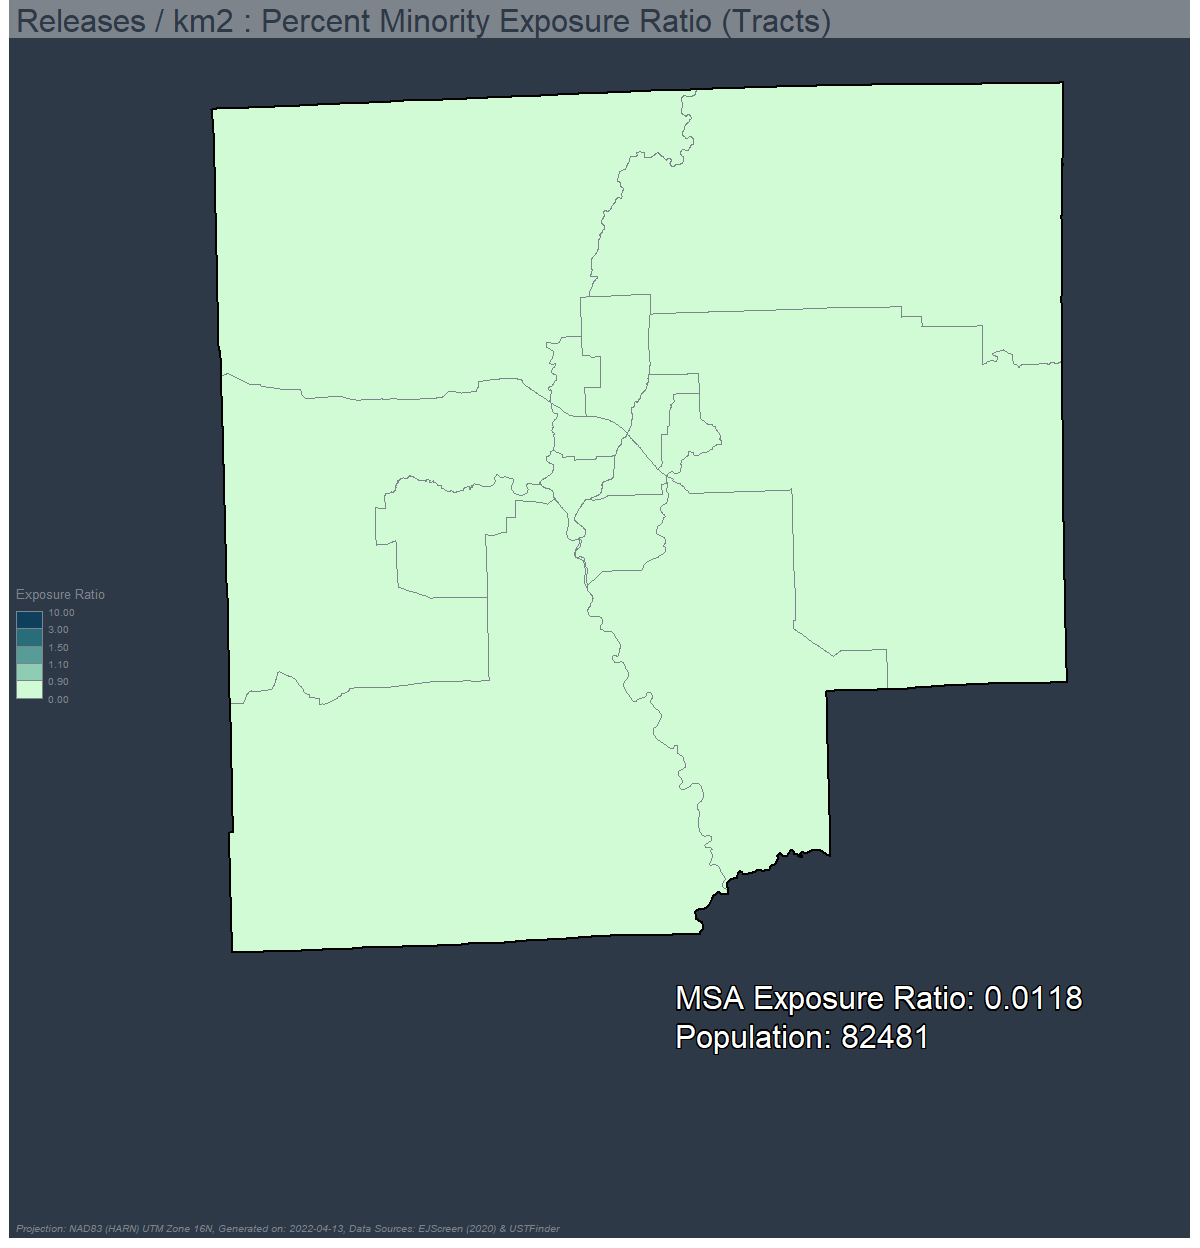 Releases / km2 : Percent Minority Exposure Ratio (Tracts)
Exposure Ratio
10.00
3.00
1.50
1.10
0.90
0.00
MSA Exposure Ratio: 0.0118
Population: 82481
Projection: NAD83 (HARN) UTM Zone 16N, Generated on: 2022-04-13, Data Sources: EJScreen (2020) & USTFinder